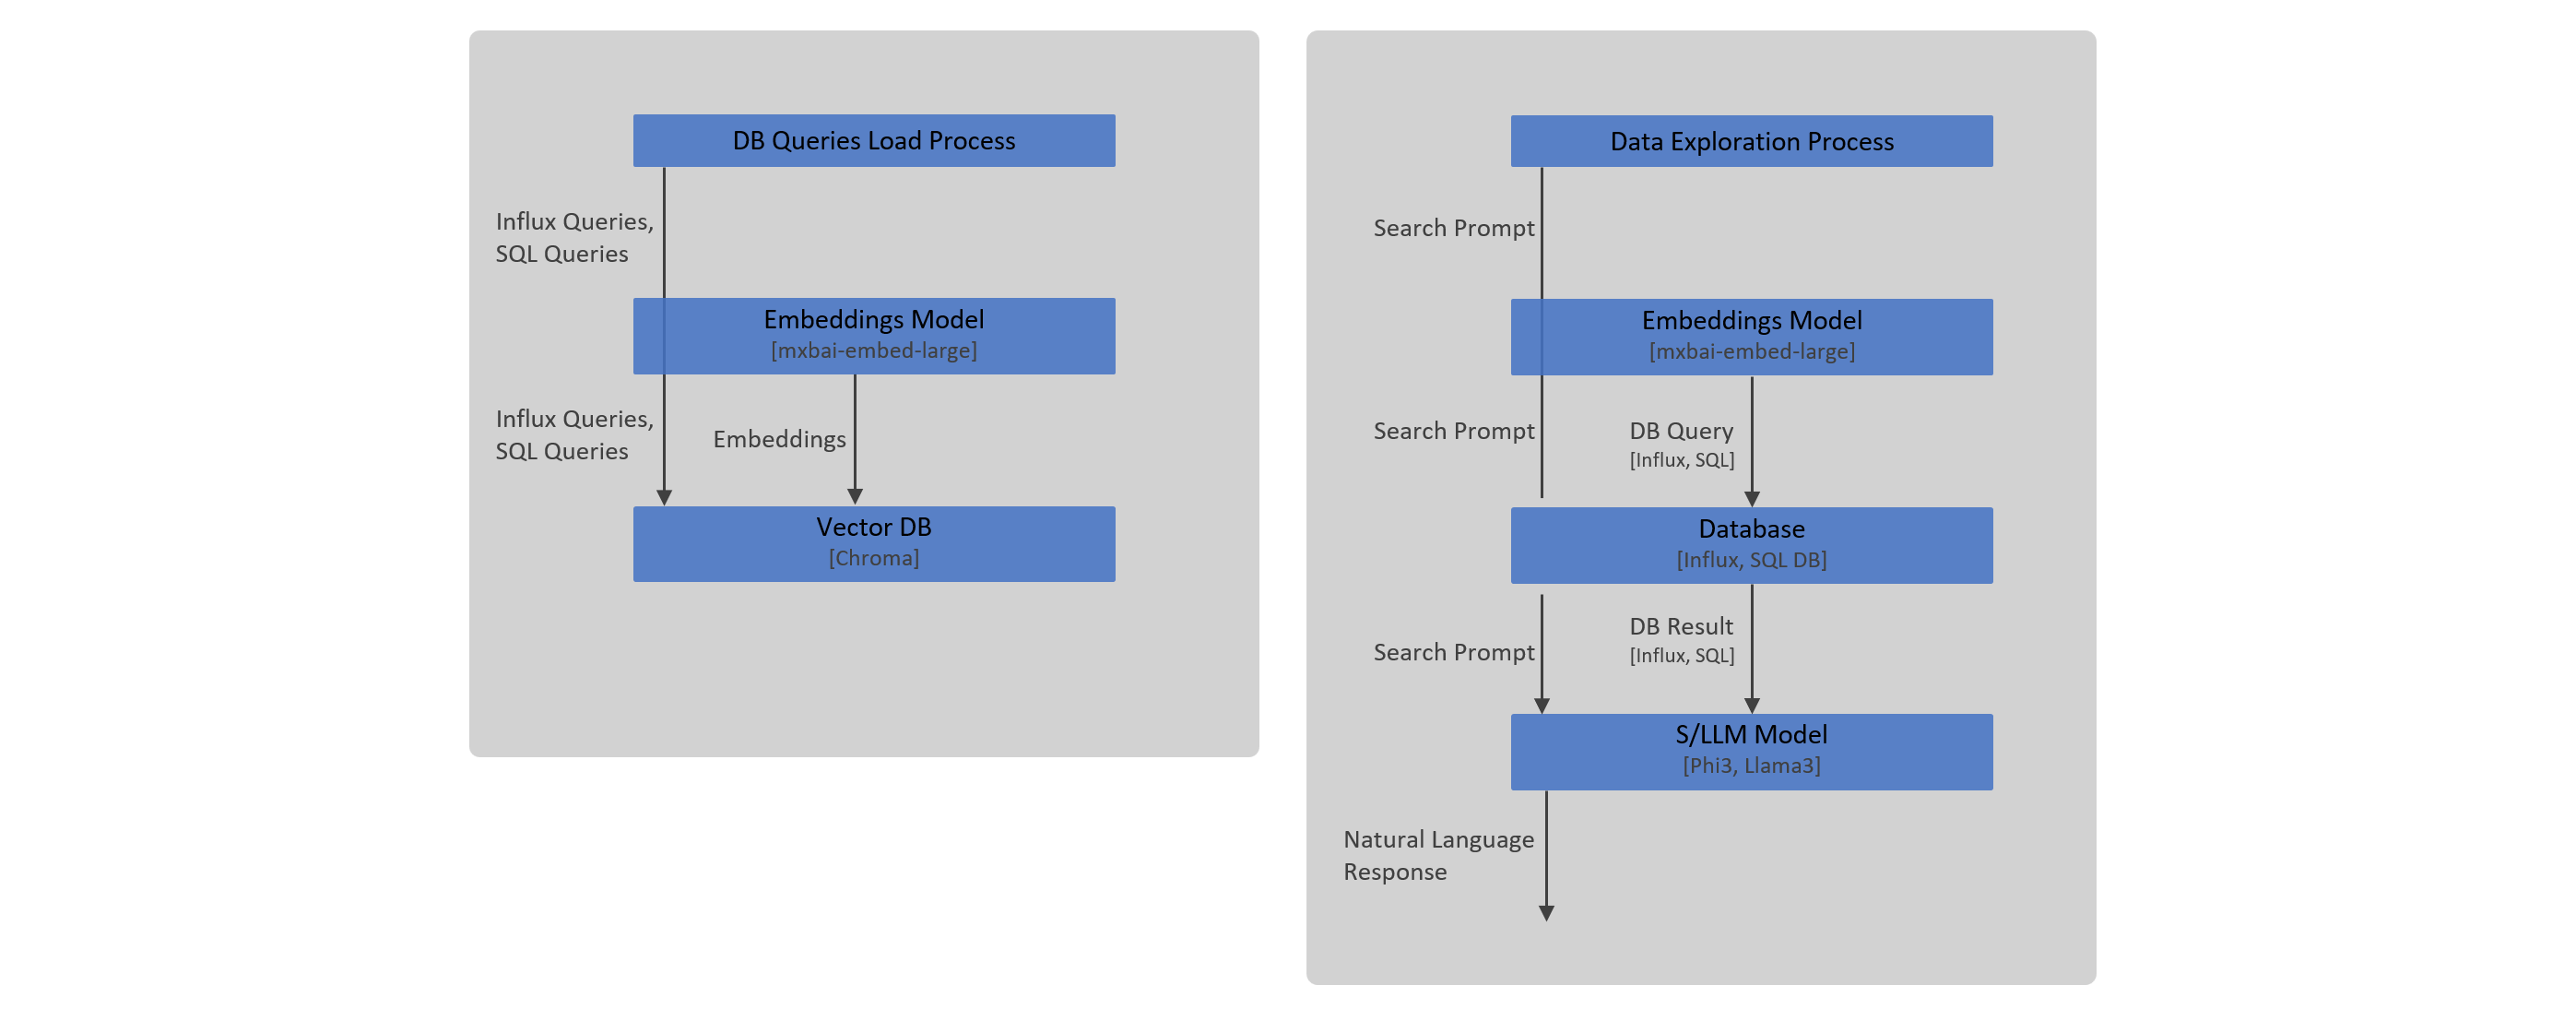 DB Queries Load Process
Influx Queries,
SQL Queries
Embeddings Model
[mxbai-embed-large]
Influx Queries,
SQL Queries
Embeddings
Vector DB
[Chroma]
Data Exploration Process
Search Prompt
Embeddings Model
[mxbai-embed-large]
Search Prompt
DB Query
[Influx, SQL]
Database
[Influx, SQL DB]
Search Prompt
DB Result
[Influx, SQL]
S/LLM Model
[Phi3, Llama3]
Natural Language
Response